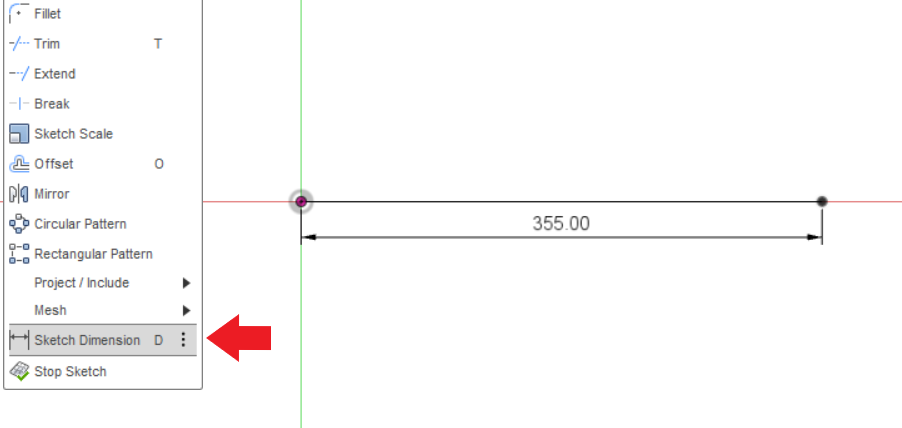 Fillet
Trim T
Extend
Break
Sketch Scale
Offset O
Mirror
Circular Pattern
Rectangular Pattern
Project / Include
Mesh
Sketch Dimension D
Stop Sketch
355.00